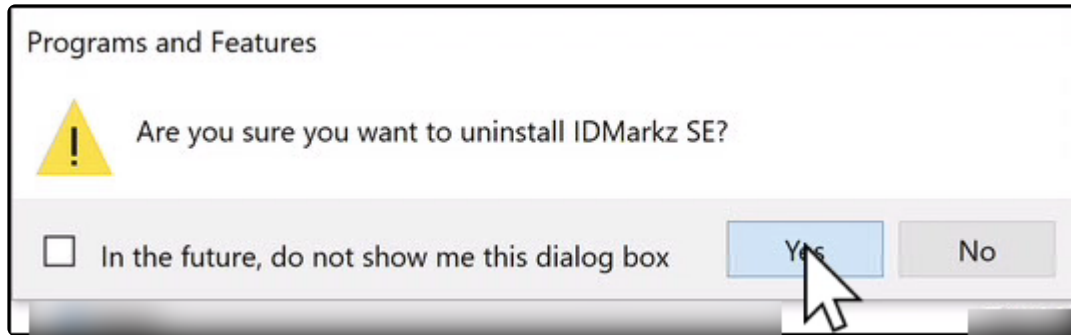 Programs and Features
Are you sure you want to uninstall IDMarkz SE?
In the future, do not show me this dialog box
Yes
No